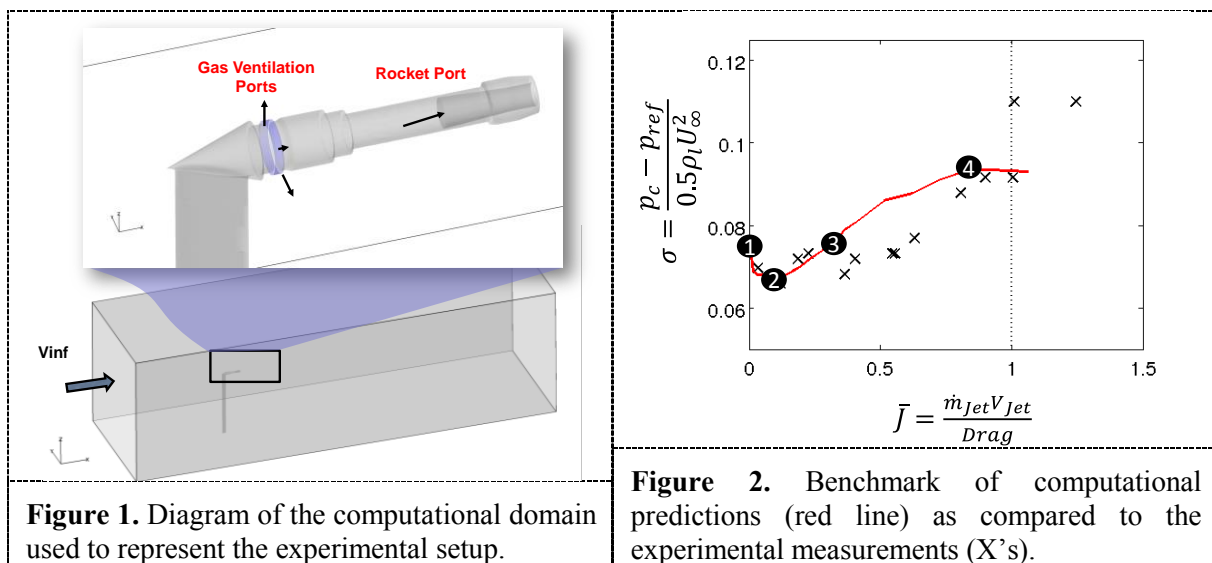 Gas Ventilation
Ports
Rocket Port
Vinf
Figure 1. Diagram of the computational domain
used to represent the experimental setup.
σ = (p_c − p_ref) / (0.5ρ_l U_∞^2)
0.12
0.1
0.08
0.06
1
2
3
4
0
0.5
1
1.5
J̄ = ṁ_Jet V_Jet / Drag
Figure 2. Benchmark of computational
predictions (red line) as compared to the
experimental measurements (X’s).